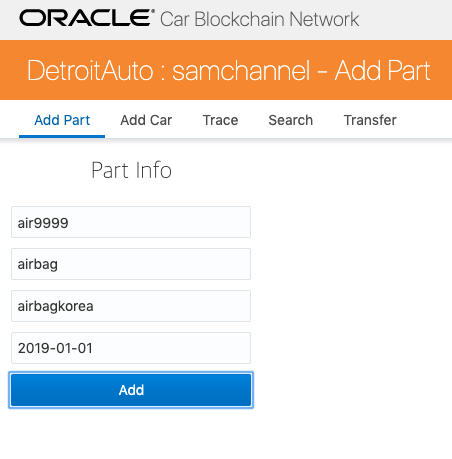 ORACLE® Car Blockchain Network
DetroitAuto : samchannel - Add Part
Add Part Add Car Trace Search Transfer
Part Info
air9999
airbag
airbagkorea
2019-01-01
Add